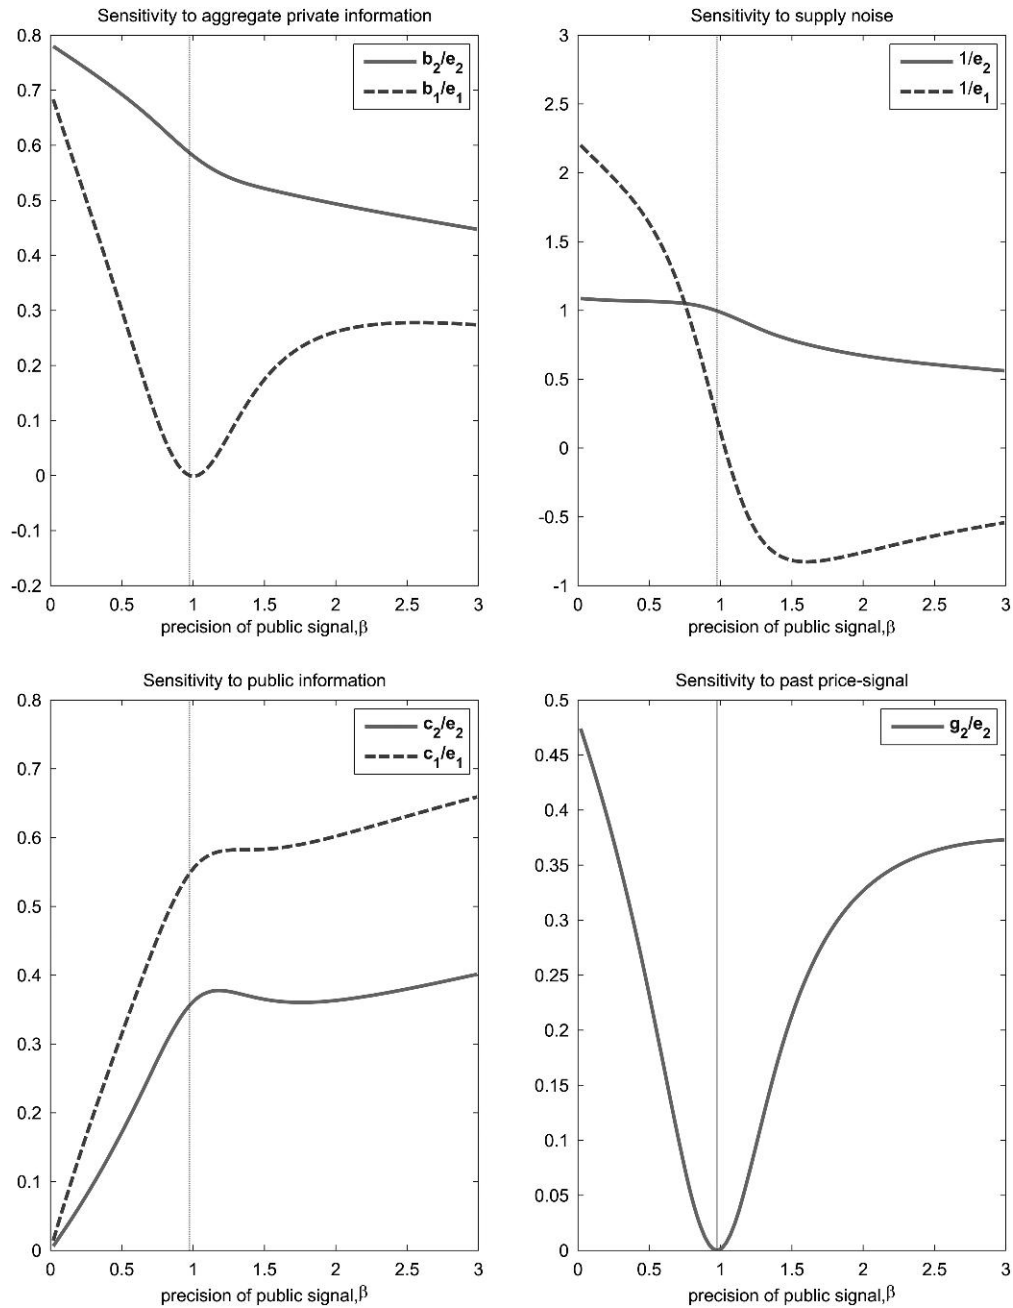 Sensitivity to aggregate private information
0.8
0.7
0.6
0.5
0.4
0.3
0.2
0.1
0
-0.1
-0.2
0 0.5 1 1.5 2 2.5 3
precision of public signal,β
b2/e2
b1/e1
Sensitivity to supply noise
3
2.5
2
1.5
1
0.5
0
-0.5
-1
0 0.5 1 1.5 2 2.5 3
precision of public signal,β
1/e2
1/e1
Sensitivity to public information
0.8
0.7
0.6
0.5
0.4
0.3
0.2
0.1
0
0 0.5 1 1.5 2 2.5 3
precision of public signal,β
c2/e2
c1/e1
Sensitivity to past price-signal
0.5
0.45
0.4
0.35
0.3
0.25
0.2
0.15
0.1
0.05
0
0 0.5 1 1.5 2 2.5 3
precision of public signal,β
g2/e2